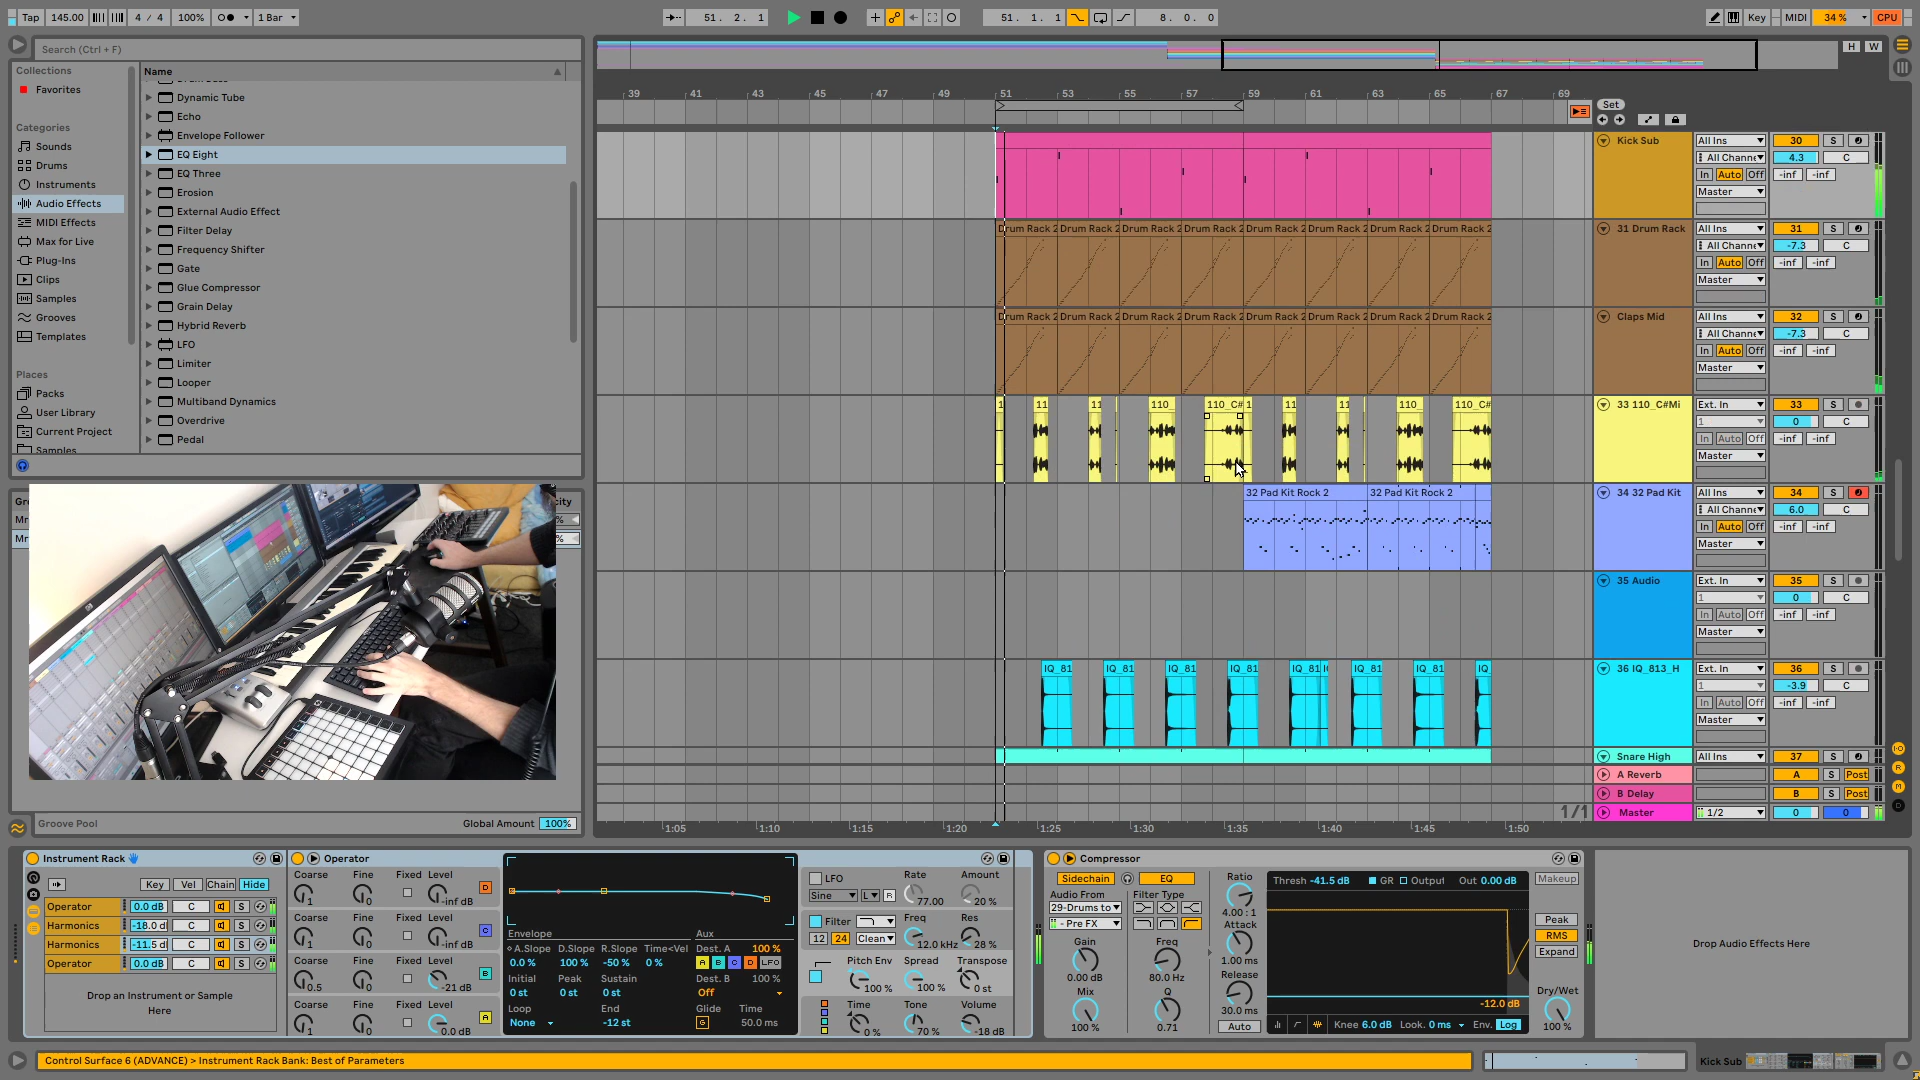 Tap 145.00 4 / 4 100% 1 Bar 51. 2. 1 51. 1. 1 8. 0. 0 Key MIDI 34 % CPU
Search (Ctrl + F)
H W
Collections
Favorites
Categories
Sounds
Drums
Instruments
Audio Effects
MIDI Effects
Max for Live
Plug-Ins
Clips
Samples
Grooves
Templates
Places
Packs
User Library
Current Project
Samples
Name
Dynamic Tube
Echo
Envelope Follower
EQ Eight
EQ Three
Erosion
External Audio Effect
Filter Delay
Frequency Shifter
Gate
Glue Compressor
Grain Delay
Hybrid Reverb
LFO
Limiter
Looper
Multiband Dynamics
Overdrive
Pedal
39 41 43 45 47 49 51 53 55 57 59 61 63 65 67 69
Set
Kick Sub All Ins 30 S
All Channe 4.3 C
In Auto Off -inf -inf
Master
Drum Rack 2 Drum Rack 2 Drum Rack 2 Drum Rack 2 Drum Rack 2 Drum Rack 2 Drum Rack 2 Drum Rack 2
31 Drum Rack All Ins 31 S
All Channe -7.3 C
In Auto Off -inf -inf
Master
Drum Rack 2 Drum Rack 2 Drum Rack 2 Drum Rack 2 Drum Rack 2 Drum Rack 2 Drum Rack 2 Drum Rack 2
Claps Mid All Ins 32 S
All Channe -7.3 C
In Auto Off -inf -inf
Master
1 11 11 110_ 110_C# 1 11 11 110_ 110_C#
33 110_C#Mi Ext. In 33 S
1 0 C
In Auto Off -inf -inf
Master
32 Pad Kit Rock 2 32 Pad Kit Rock 2
34 32 Pad Kit All Ins 34 S
All Channe 6.0 C
In Auto Off -inf -inf
Master
35 Audio Ext. In 35 S
1 0 C
In Auto Off -inf -inf
Master
IQ_81 IQ_81 IQ_81 IQ_81 IQ_81 IQ_81 IQ_81 IQ
36 IQ_813_H Ext. In 36 S
1 -3.9 C
In Auto Off -inf -inf
Master
Snare High All Ins 37 S
A Reverb A S Post
B Delay B S Post
1/1 Master 1/2 0 0
1:05 1:10 1:15 1:20 1:25 1:30 1:35 1:40 1:45 1:50
Groove Pool Global Amount 100%
Instrument Rack
Key Vel Chain Hide
Operator 0.0 dB C S
Harmonics -18.0 d C S
Harmonics -11.5 d C S
Operator 0.0 dB C S
Drop an Instrument or Sample
Here
Operator
Coarse Fine Fixed Level
1 0 -inf dB D
Coarse Fine Fixed Level
1 0 -inf dB C
Coarse Fine Fixed Level
0.5 0 -21 dB B
Coarse Fine Fixed Level
1 0 0.0 dB A
Envelope Aux
A.Slope D.Slope R.Slope Time<Vel Dest. A 100 %
0.0 % 100 % -50 % 0 % A B C D LFO
Initial Peak Sustain Dest. B 100 %
0 st 0 st 0 st Off
Loop End Glide Time
None -12 st G 50.0 ms
LFO Rate Amount
Sine L R 77.00 20 %
Filter Freq Res
12 24 Clean 12.0 kHz 28 %
Pitch Env Spread Transpose
100 % 100 % 0 st
Time Tone Volume
0 % 70 % -18 dB
Compressor
Sidechain EQ
Audio From Filter Type
29-Drums to
- Pre FX
Gain Freq
0.00 dB 80.0 Hz
Mix Q
100 % 0.71
Ratio
4.00 : 1
Attack
1.00 ms
Release
30.0 ms
Auto
Thresh -41.5 dB GR Output Out 0.00 dB
-12.0 dB
Knee 6.0 dB Look. 0 ms Env. Log
Makeup
Peak
RMS
Expand
Dry/Wet
100 %
Drop Audio Effects Here
Control Surface 6 (ADVANCE) > Instrument Rack Bank: Best of Parameters
Kick Sub